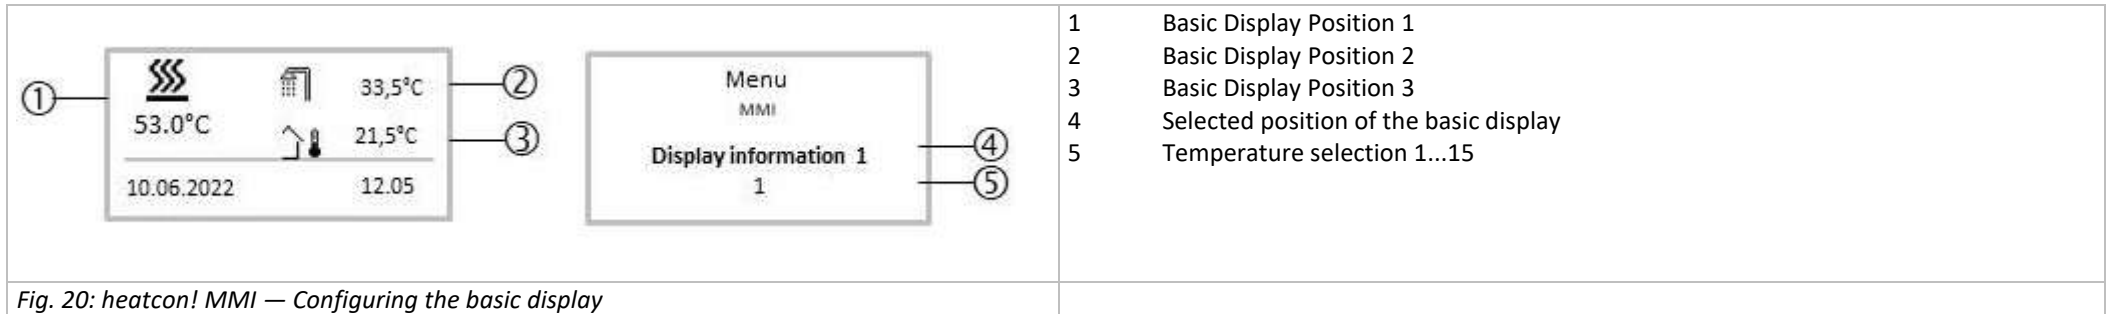 ①
53.0°C
33,5°C
②
21,5°C
③
10.06.2022 12.05
Menu
MMI
Display information 1
④
1
⑤
1 Basic Display Position 1
2 Basic Display Position 2
3 Basic Display Position 3
4 Selected position of the basic display
5 Temperature selection 1...15
Fig. 20: heatcon! MMI — Configuring the basic display